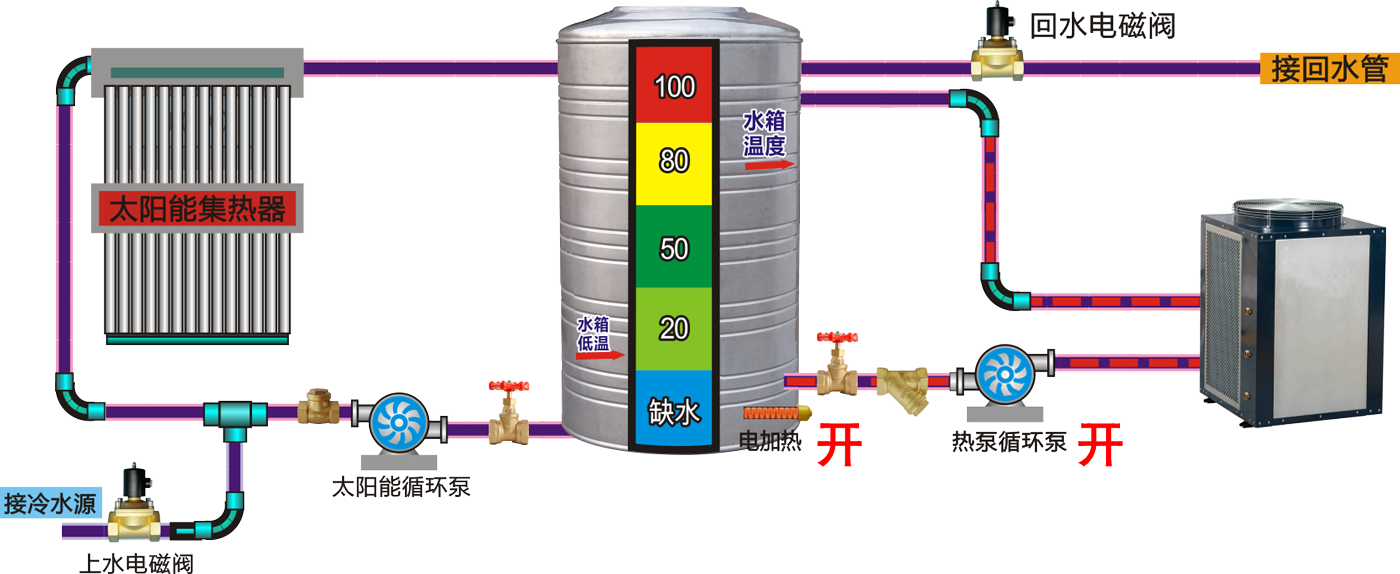 回水电磁阀
接回水管
100
水箱
温度
80
太阳能集热器
50
水箱
低温
20
缺水
电加热
开
热泵循环泵
开
太阳能循环泵
接冷水源
上水电磁阀